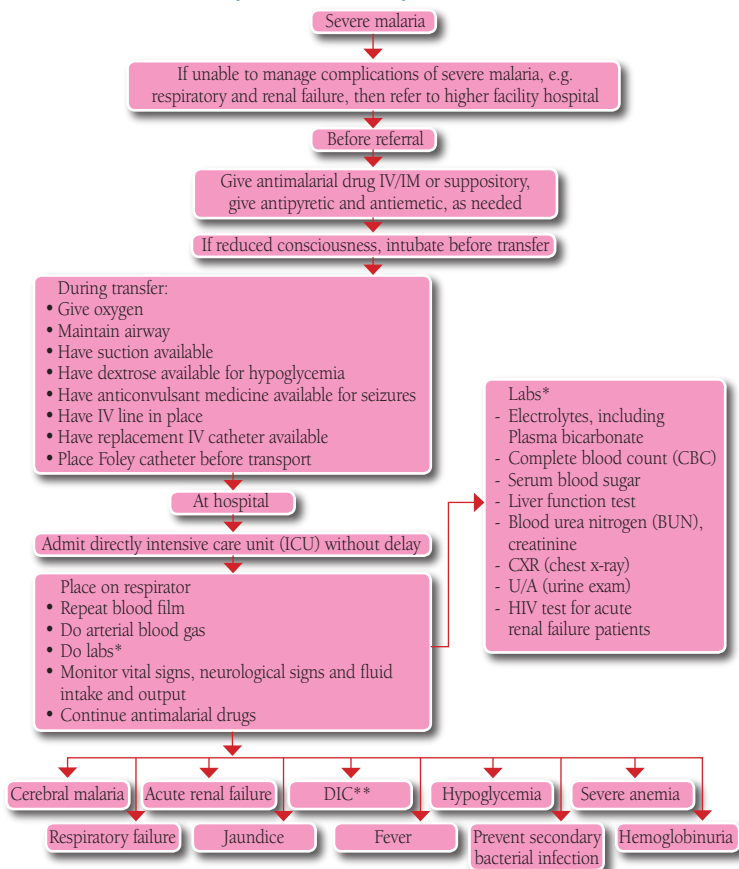 Severe malaria
If unable to manage complications of severe malaria, e.g.
respiratory and renal failure, then refer to higher facility hospital
Before referral
Give antimalarial drug IV/IM or suppository,
give antipyretic and antiemetic, as needed
If reduced consciousness, intubate before transfer
During transfer:
• Give oxygen
• Maintain airway
• Have suction available
• Have dextrose available for hypoglycemia
• Have anticonvulsant medicine available for seizures
• Have IV line in place
• Have replacement IV catheter available
• Place Foley catheter before transport
At hospital
Admit directly intensive care unit (ICU) without delay
Place on respirator
• Repeat blood film
• Do arterial blood gas
• Do labs*
• Monitor vital signs, neurological signs and fluid
intake and output
• Continue antimalarial drugs
Labs*
- Electrolytes, including
Plasma bicarbonate
- Complete blood count (CBC)
- Serum blood sugar
- Liver function test
- Blood urea nitrogen (BUN),
creatinine
- CXR (chest x-ray)
- U/A (urine exam)
- HIV test for acute
renal failure patients
Cerebral malaria
Acute renal failure
DIC**
Hypoglycemia
Severe anemia
Respiratory failure
Jaundice
Fever
Prevent secondary
bacterial infection
Hemoglobinuria